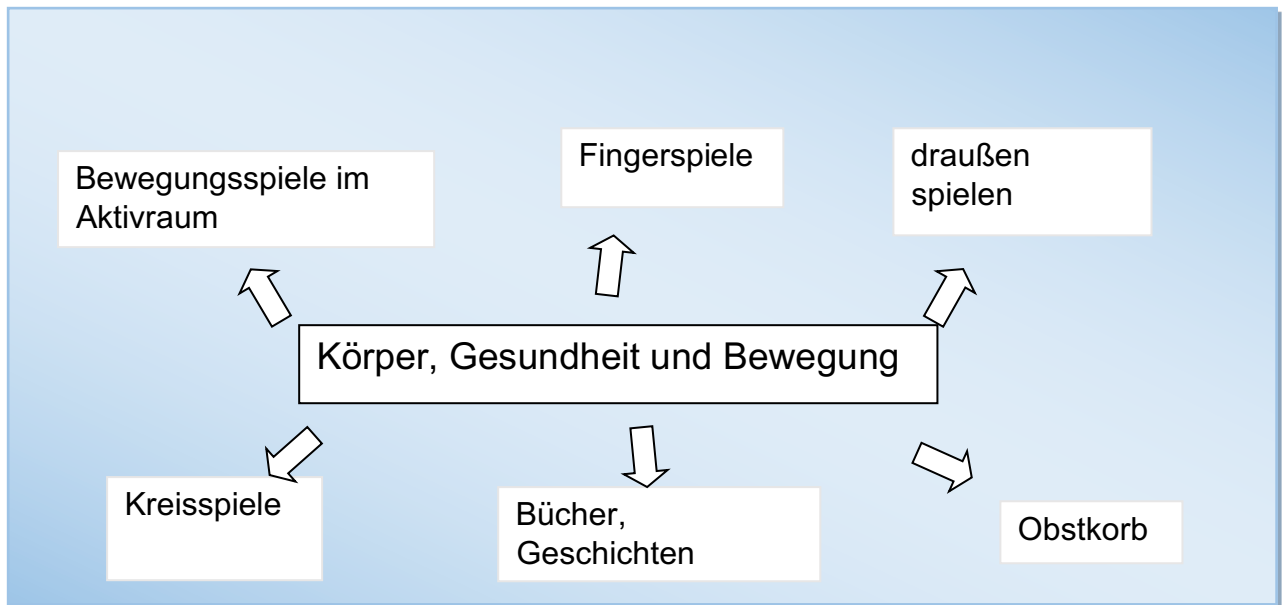 Bewegungsspiele im
Aktivraum
Fingerspiele
draußen
spielen
Körper, Gesundheit und Bewegung
Kreisspiele
Bücher,
Geschichten
Obstkorb